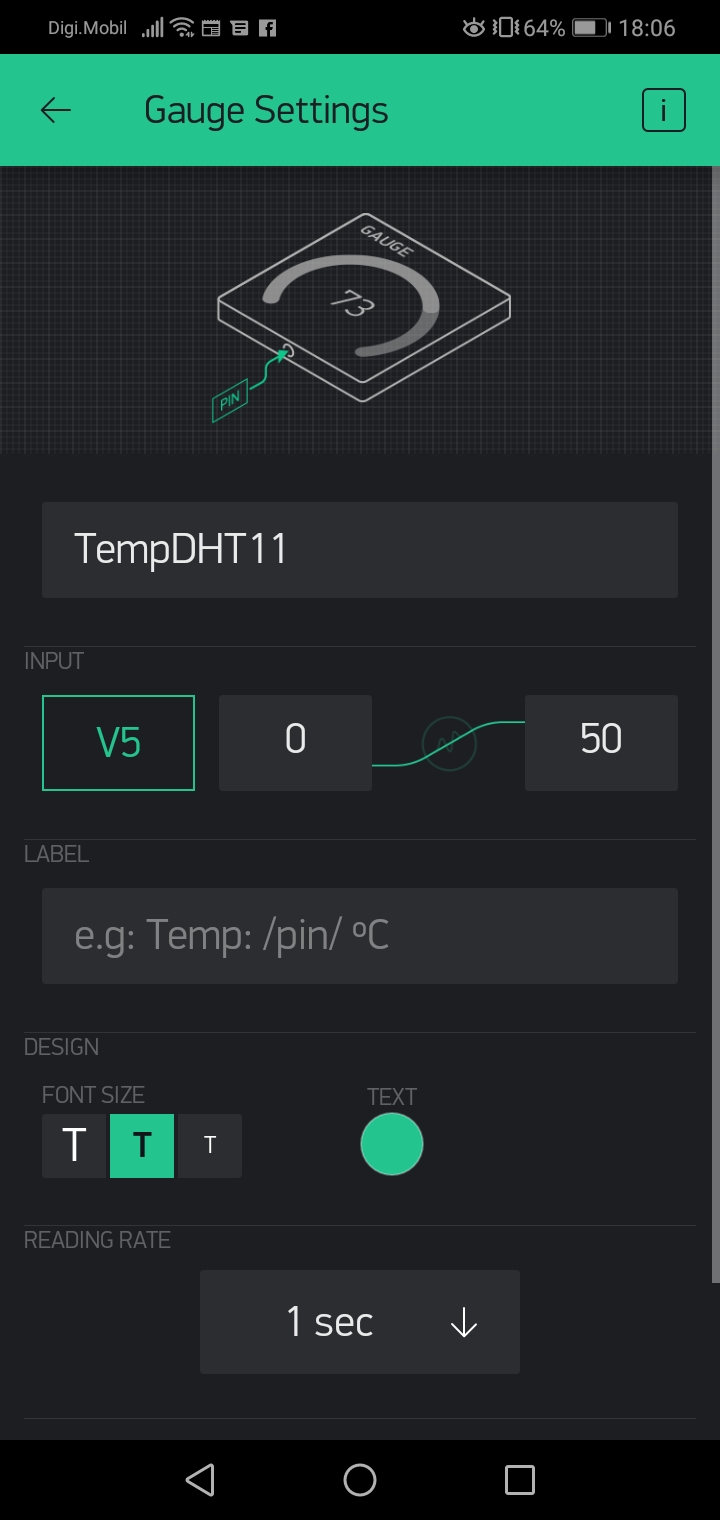 Digi.Mobil 64% 18:06
Gauge Settings i
GAUGE
73
PIN
TempDHT11
INPUT
V5 0 50
LABEL
e.g: Temp: /pin/ ºC
DESIGN
FONT SIZE TEXT
T T T
READING RATE
1 sec